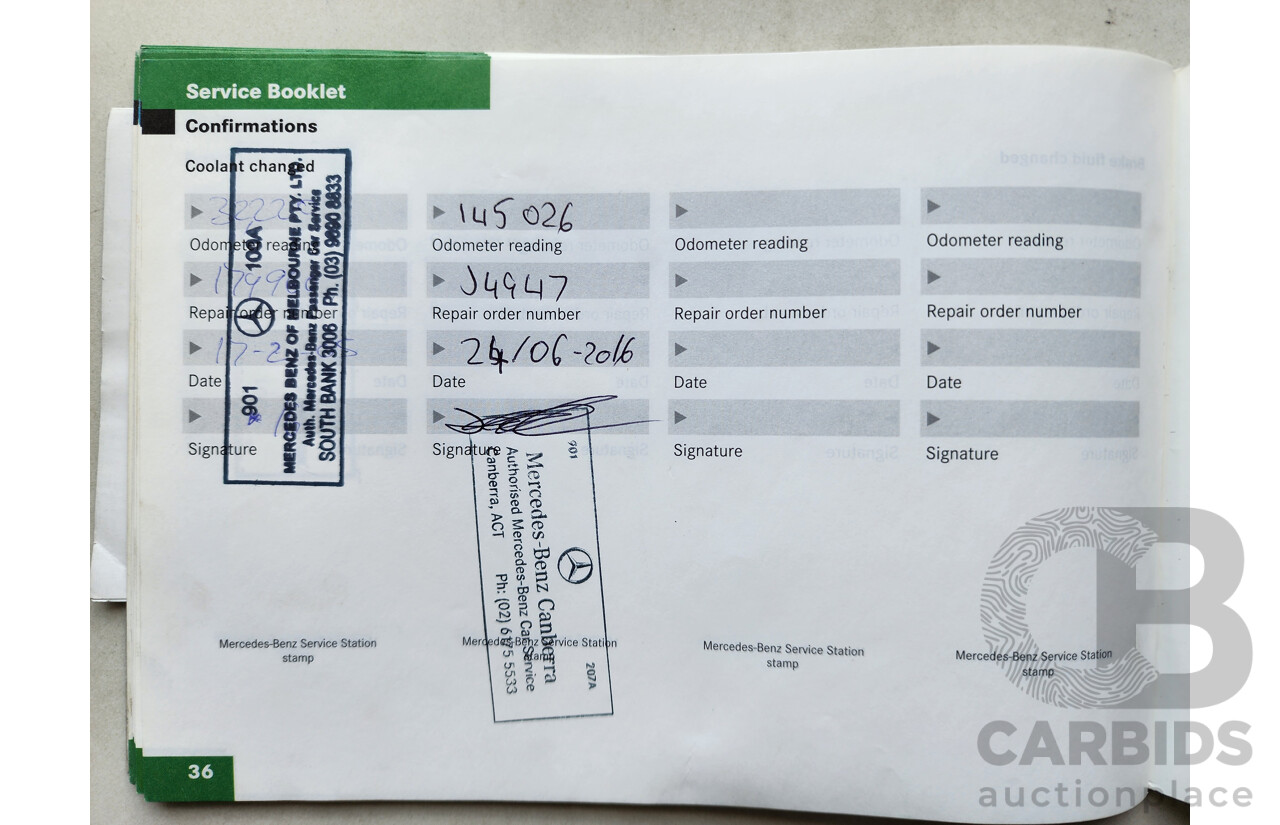 Service Booklet
Confirmations
Coolant changed
145 026
Odometer reading
Odometer reading
Odometer reading
Odometer reading
J4947
Repair order number
Repair order number
Repair order number
Repair order number
24/06-2016
Date
Date
Date
Date
Signature
Signature
Signature
Signature
901 100A
MERCEDES BENZ OF MELBOURNE PTY. LTD.
Auth. Mercedes-Benz Passenger Car Service
SOUTH BANK 3006 Ph. (03) 9690 8833
901 207A
Mercedes-Benz Canberra
Authorised Mercedes-Benz Car Service
Canberra, ACT Ph: (02) 6175 5533
Mercedes-Benz Service Station
stamp
Mercedes-Benz Service Station
stamp
Mercedes-Benz Service Station
stamp
Mercedes-Benz Service Station
stamp
36
CB
CARBIDS
auctionplace